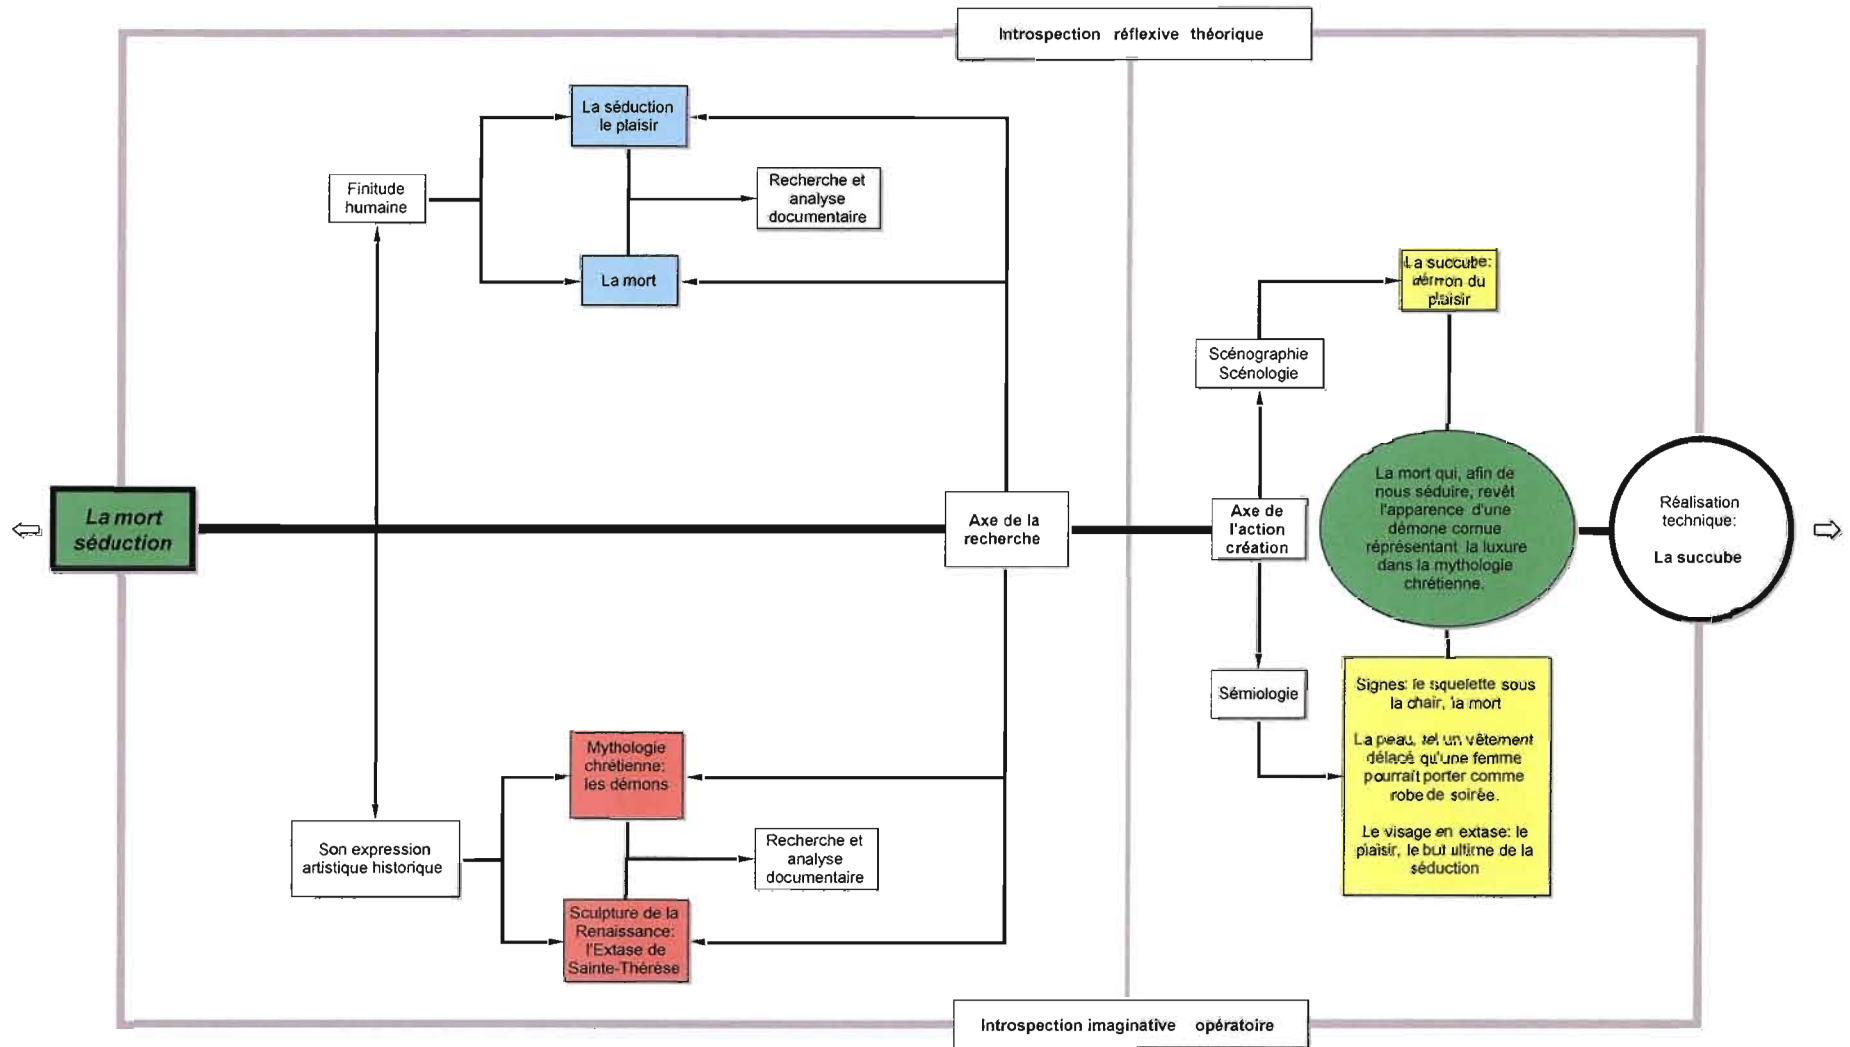 Introspection réflexive théorique
La séduction
le plaisir
Finitude
humaine
Recherche et
analyse
documentaire
La mort
La succube:
démon du
plaisir
Scénographie
Scénologie
La mort
séduction
Axe de la
recherche
Axe de
l'action
création
La mort qui, afin de
nous séduire, revêt
l'apparence d'une
démone cornue
réprésentant la luxure
dans la mythologie
chrétienne.
Réalisation
technique:
La succube
Sémiologie
Signes: le squelette sous
la chair, la mort
La peau, tel un vêtement
délacé qu'une femme
pourrait porter comme
robe de soirée.
Le visage en extase: le
plaisir, le but ultime de la
séduction
Mythologie
chrétienne:
les démons
Son expression
artistique historique
Recherche et
analyse
documentaire
Sculpture de la
Renaissance:
l'Extase de
Sainte-Thérèse
Introspection imaginative opératoire